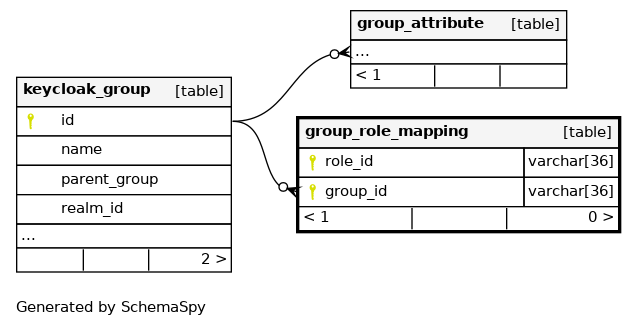 group_attribute [table]
...
< 1
keycloak_group [table]
id
name
parent_group
realm_id
...
2 >
group_role_mapping [table]
role_id varchar[36]
group_id varchar[36]
< 1 0 >
Generated by SchemaSpy